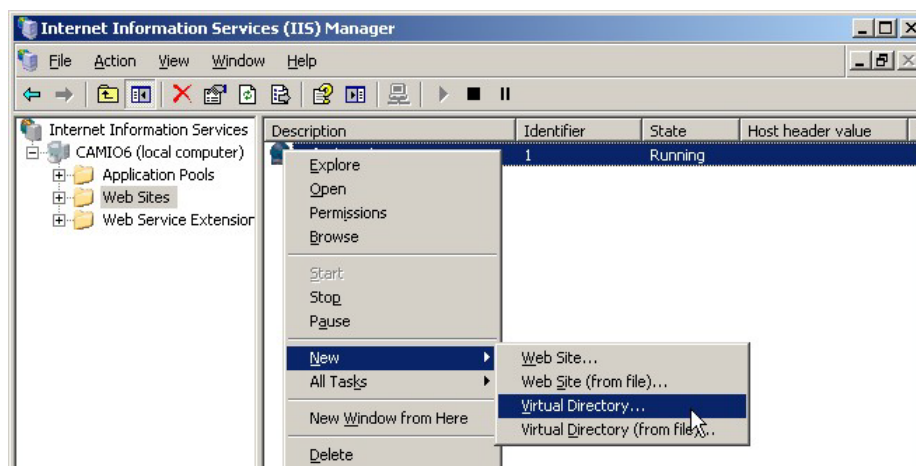 Internet Information Services (IIS) Manager
File Action View Window Help
Internet Information Services
CAMIO6 (local computer)
Application Pools
Web Sites
Web Service Extension
Description Identifier State Host header value
1 Running
Explore
Open
Permissions
Browse
Start
Stop
Pause
New
All Tasks
New Window from Here
Delete
Web Site...
Web Site (from file)...
Virtual Directory...
Virtual Directory (from file)...